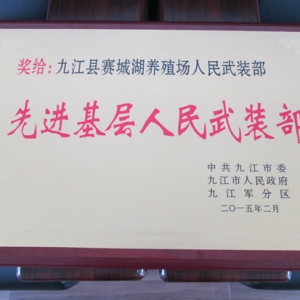 奖给：九江县赛城湖养殖场人民武装部
先进基层人民武装部
中共九江市委
九江市人民政府
九江军分区
二〇一五年二月